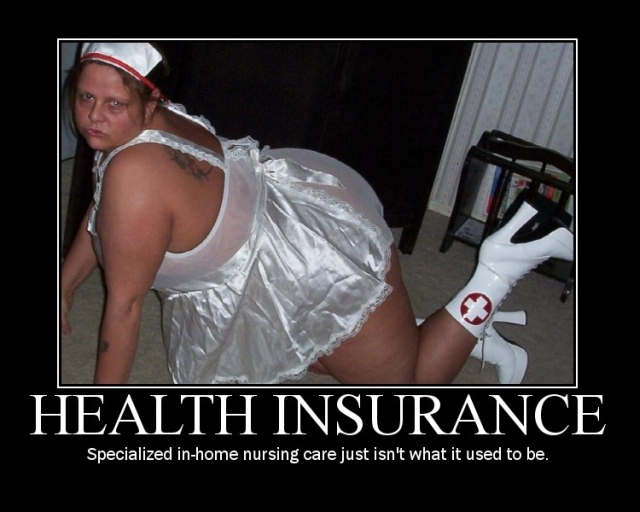 HEALTH INSURANCE
Specialized in-home nursing care just isn't what it used to be.